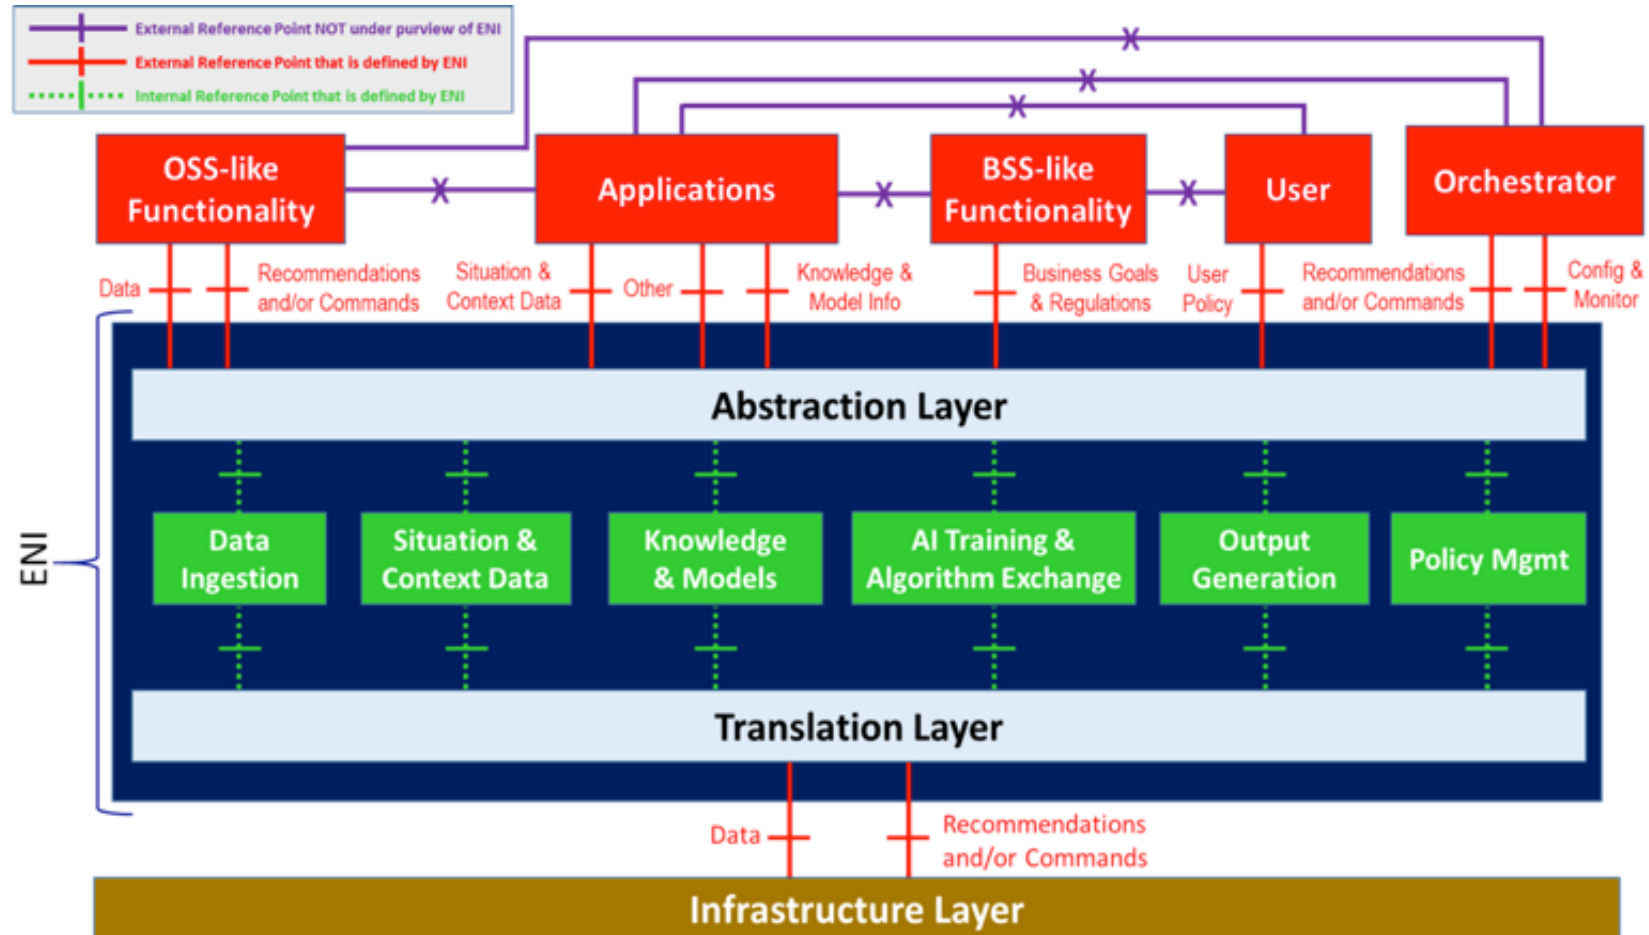 External Reference Point NOT under purview of ENI
External Reference Point that is defined by ENI
Internal Reference Point that is defined by ENI
OSS-like
Functionality
Applications
BSS-like
Functionality
User
Orchestrator
Data
Recommendations
and/or Commands
Situation &
Context Data
Other
Knowledge &
Model Info
Business Goals
& Regulations
User
Policy
Recommendations
and/or Commands
Config &
Monitor
ENI
Abstraction Layer
Data
Ingestion
Situation &
Context Data
Knowledge
& Models
AI Training &
Algorithm Exchange
Output
Generation
Policy Mgmt
Translation Layer
Data
Recommendations
and/or Commands
Infrastructure Layer